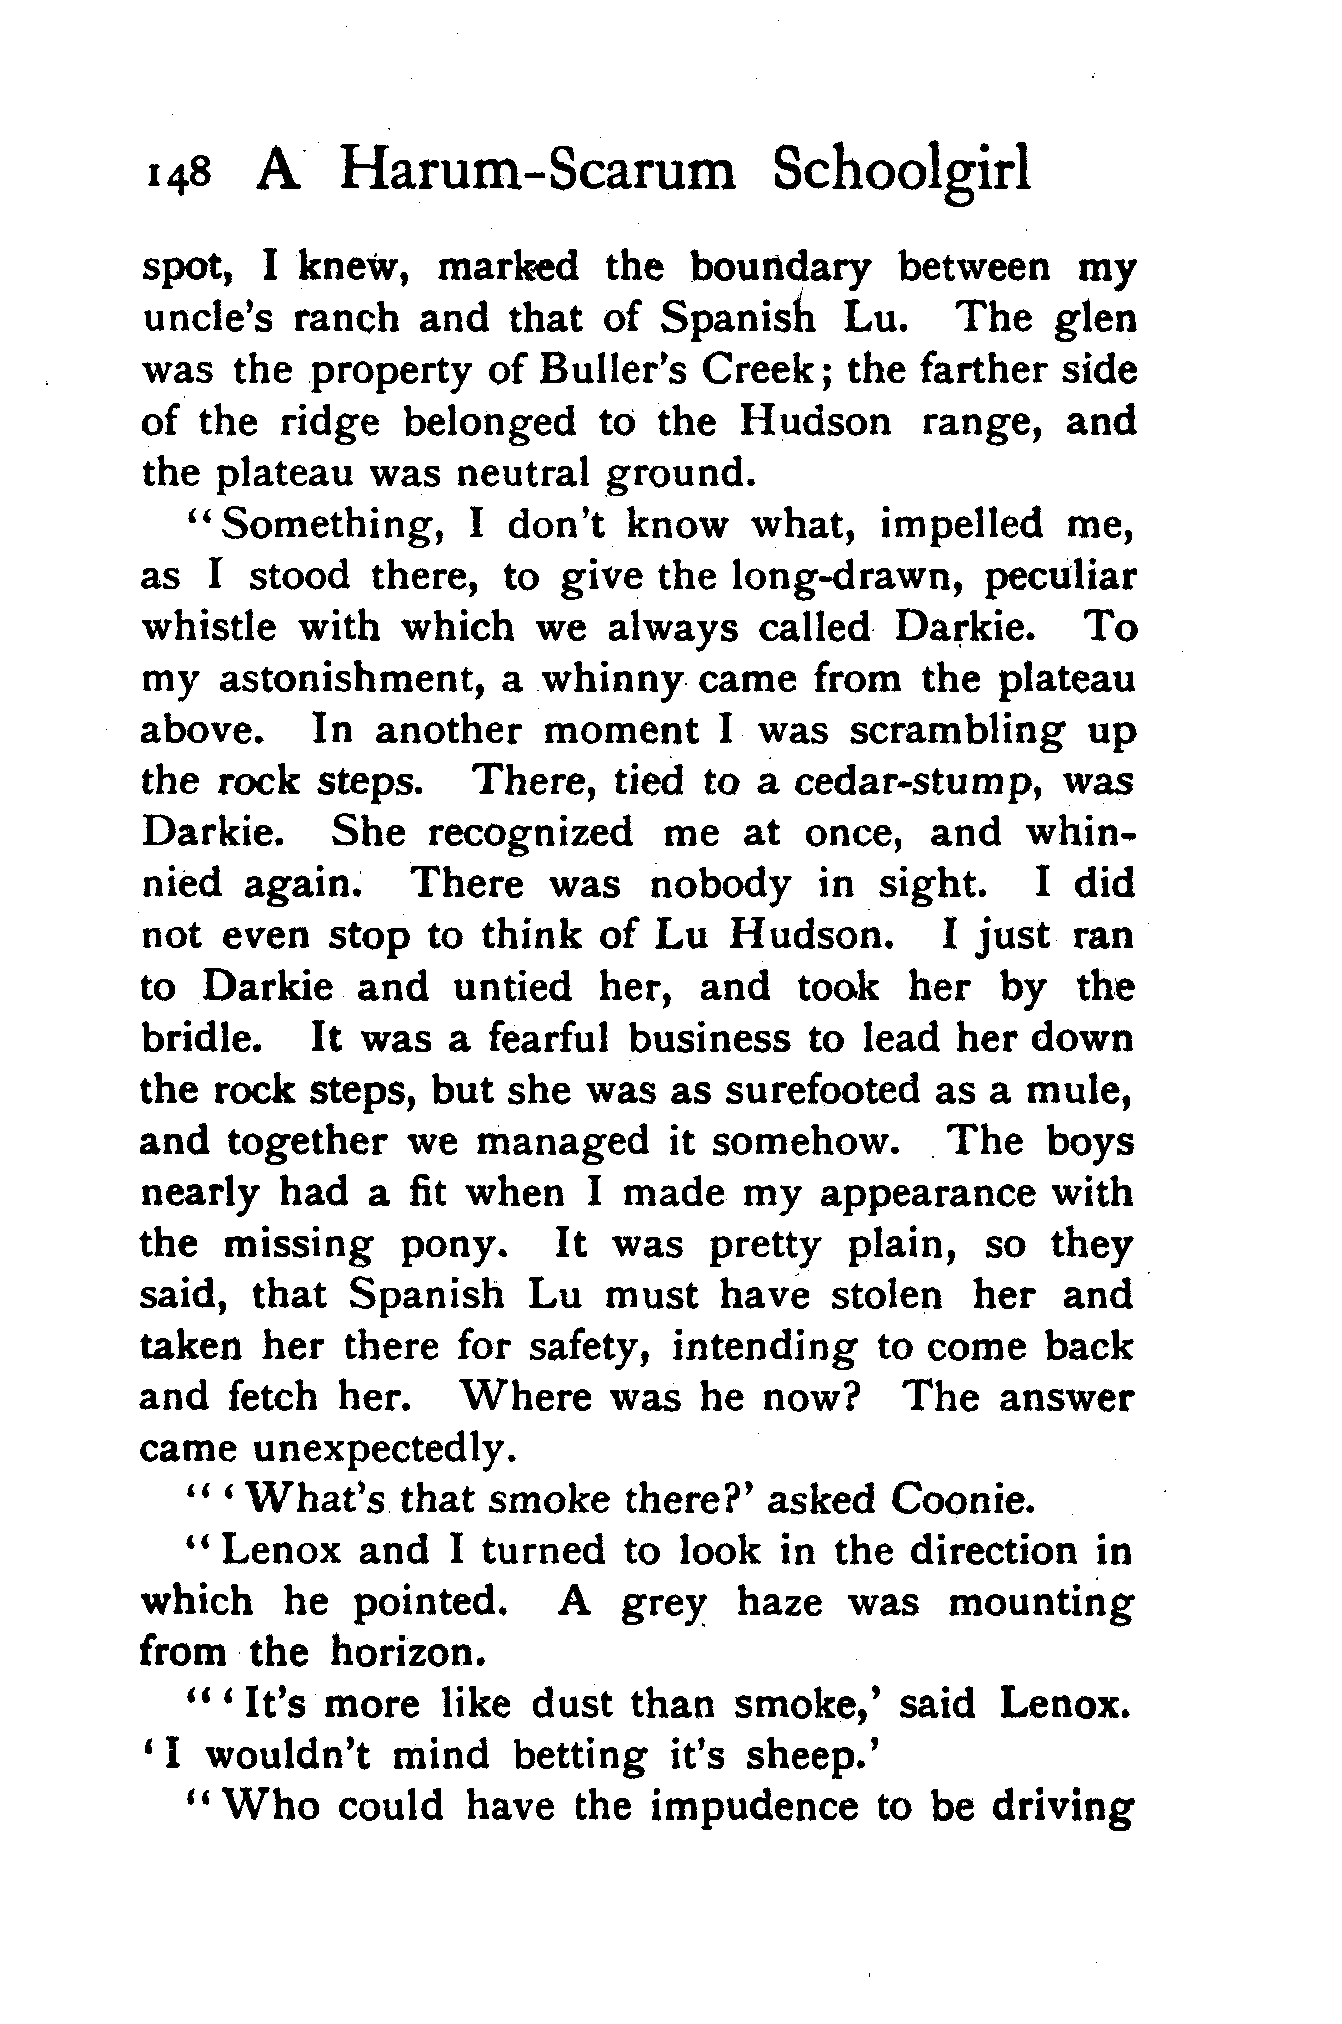 148 A Harum-Scarum Schoolgirl
spot, I knew, marked the boundary between my
uncle's ranch and that of Spanish Lu. The glen
was the property of Buller's Creek; the farther side
of the ridge belonged to the Hudson range, and
the plateau was neutral ground.
“Something, I don't know what, impelled me,
as I stood there, to give the long-drawn, peculiar
whistle with which we always called Darkie. To
my astonishment, a whinny came from the plateau
above. In another moment I was scrambling up
the rock steps. There, tied to a cedar-stump, was
Darkie. She recognized me at once, and whin-
nied again. There was nobody in sight. I did
not even stop to think of Lu Hudson. I just ran
to Darkie and untied her, and took her by the
bridle. It was a fearful business to lead her down
the rock steps, but she was as surefooted as a mule,
and together we managed it somehow. The boys
nearly had a fit when I made my appearance with
the missing pony. It was pretty plain, so they
said, that Spanish Lu must have stolen her and
taken her there for safety, intending to come back
and fetch her. Where was he now? The answer
came unexpectedly.
“‘What's that smoke there?’ asked Coonie.
“Lenox and I turned to look in the direction in
which he pointed. A grey haze was mounting
from the horizon.
“‘It's more like dust than smoke,’ said Lenox.
‘I wouldn't mind betting it's sheep.’
“Who could have the impudence to be driving